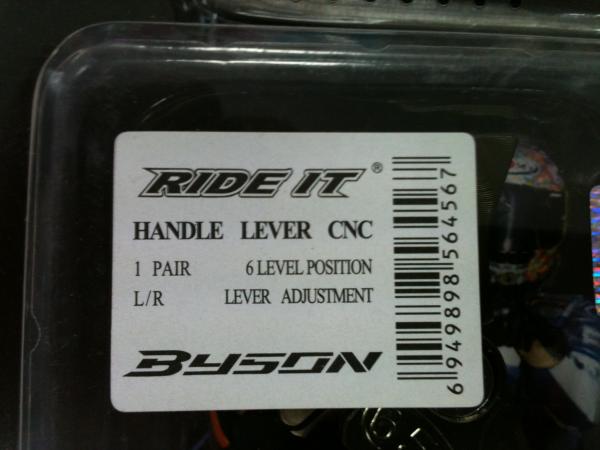 RIDE IT®
HANDLE LEVER CNC
1 PAIR 6 LEVEL POSITION
L/R LEVER ADJUSTMENT
BYSON
6949898564567